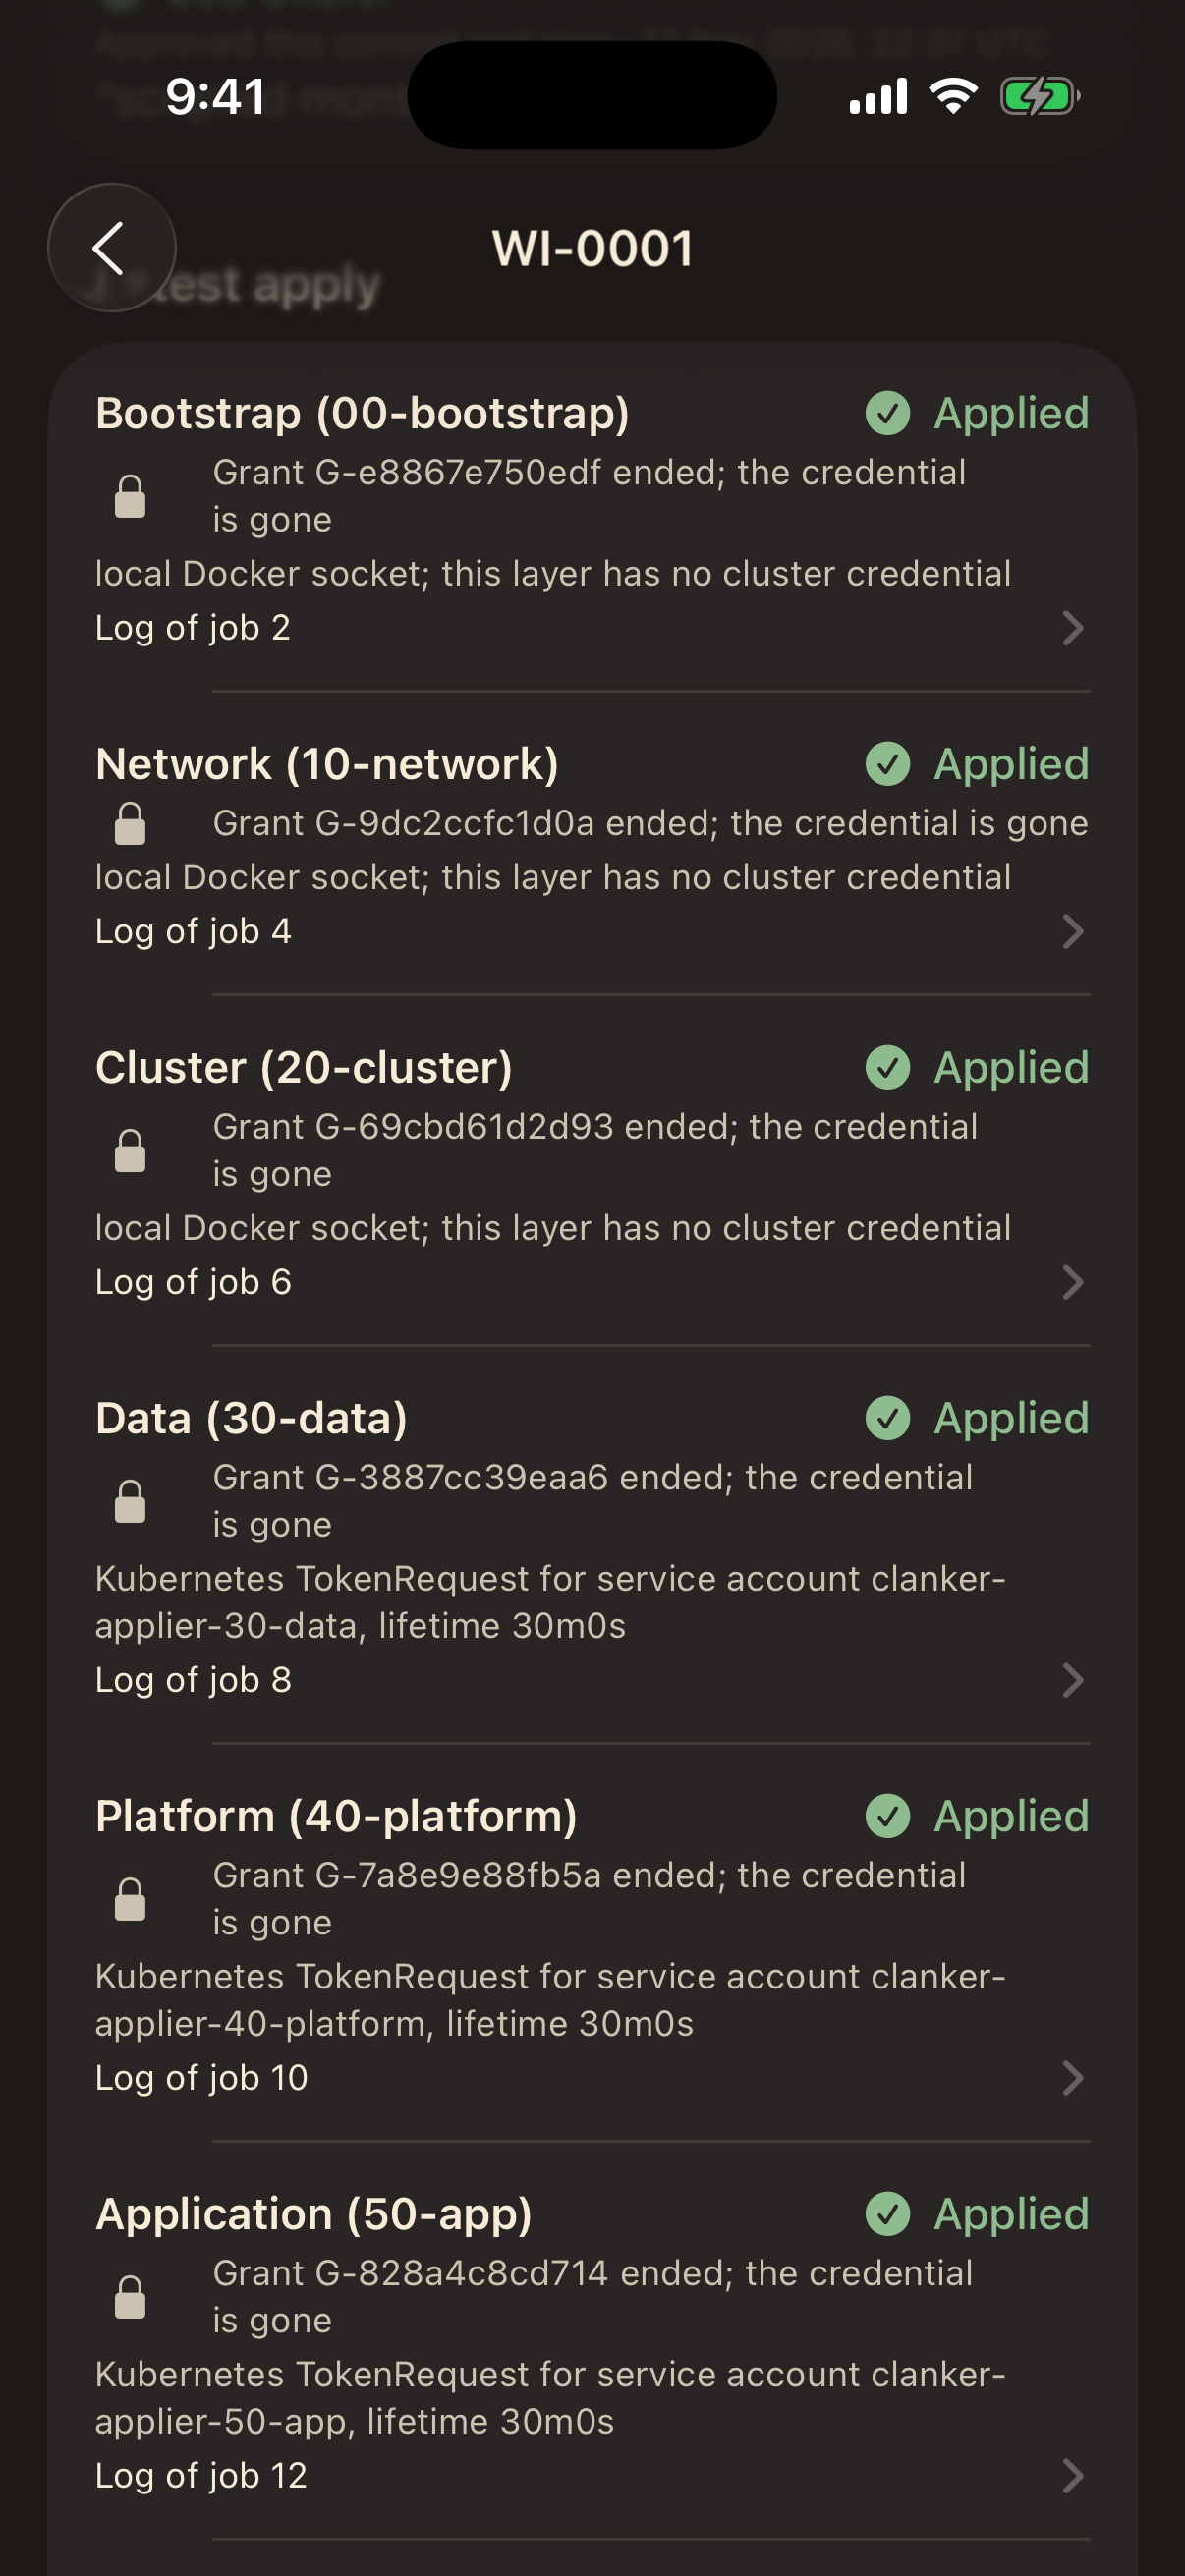 9:41
WI-0001
test apply
Bootstrap (00-bootstrap)
Applied
Grant G-e8867e750edf ended; the credential
is gone
local Docker socket; this layer has no cluster credential
Log of job 2
Network (10-network)
Applied
Grant G-9dc2ccfc1d0a ended; the credential is gone
local Docker socket; this layer has no cluster credential
Log of job 4
Cluster (20-cluster)
Applied
Grant G-69cbd61d2d93 ended; the credential
is gone
local Docker socket; this layer has no cluster credential
Log of job 6
Data (30-data)
Applied
Grant G-3887cc39eaa6 ended; the credential
is gone
Kubernetes TokenRequest for service account clanker-
applier-30-data, lifetime 30m0s
Log of job 8
Platform (40-platform)
Applied
Grant G-7a8e9e88fb5a ended; the credential
is gone
Kubernetes TokenRequest for service account clanker-
applier-40-platform, lifetime 30m0s
Log of job 10
Application (50-app)
Applied
Grant G-828a4c8cd714 ended; the credential
is gone
Kubernetes TokenRequest for service account clanker-
applier-50-app, lifetime 30m0s
Log of job 12